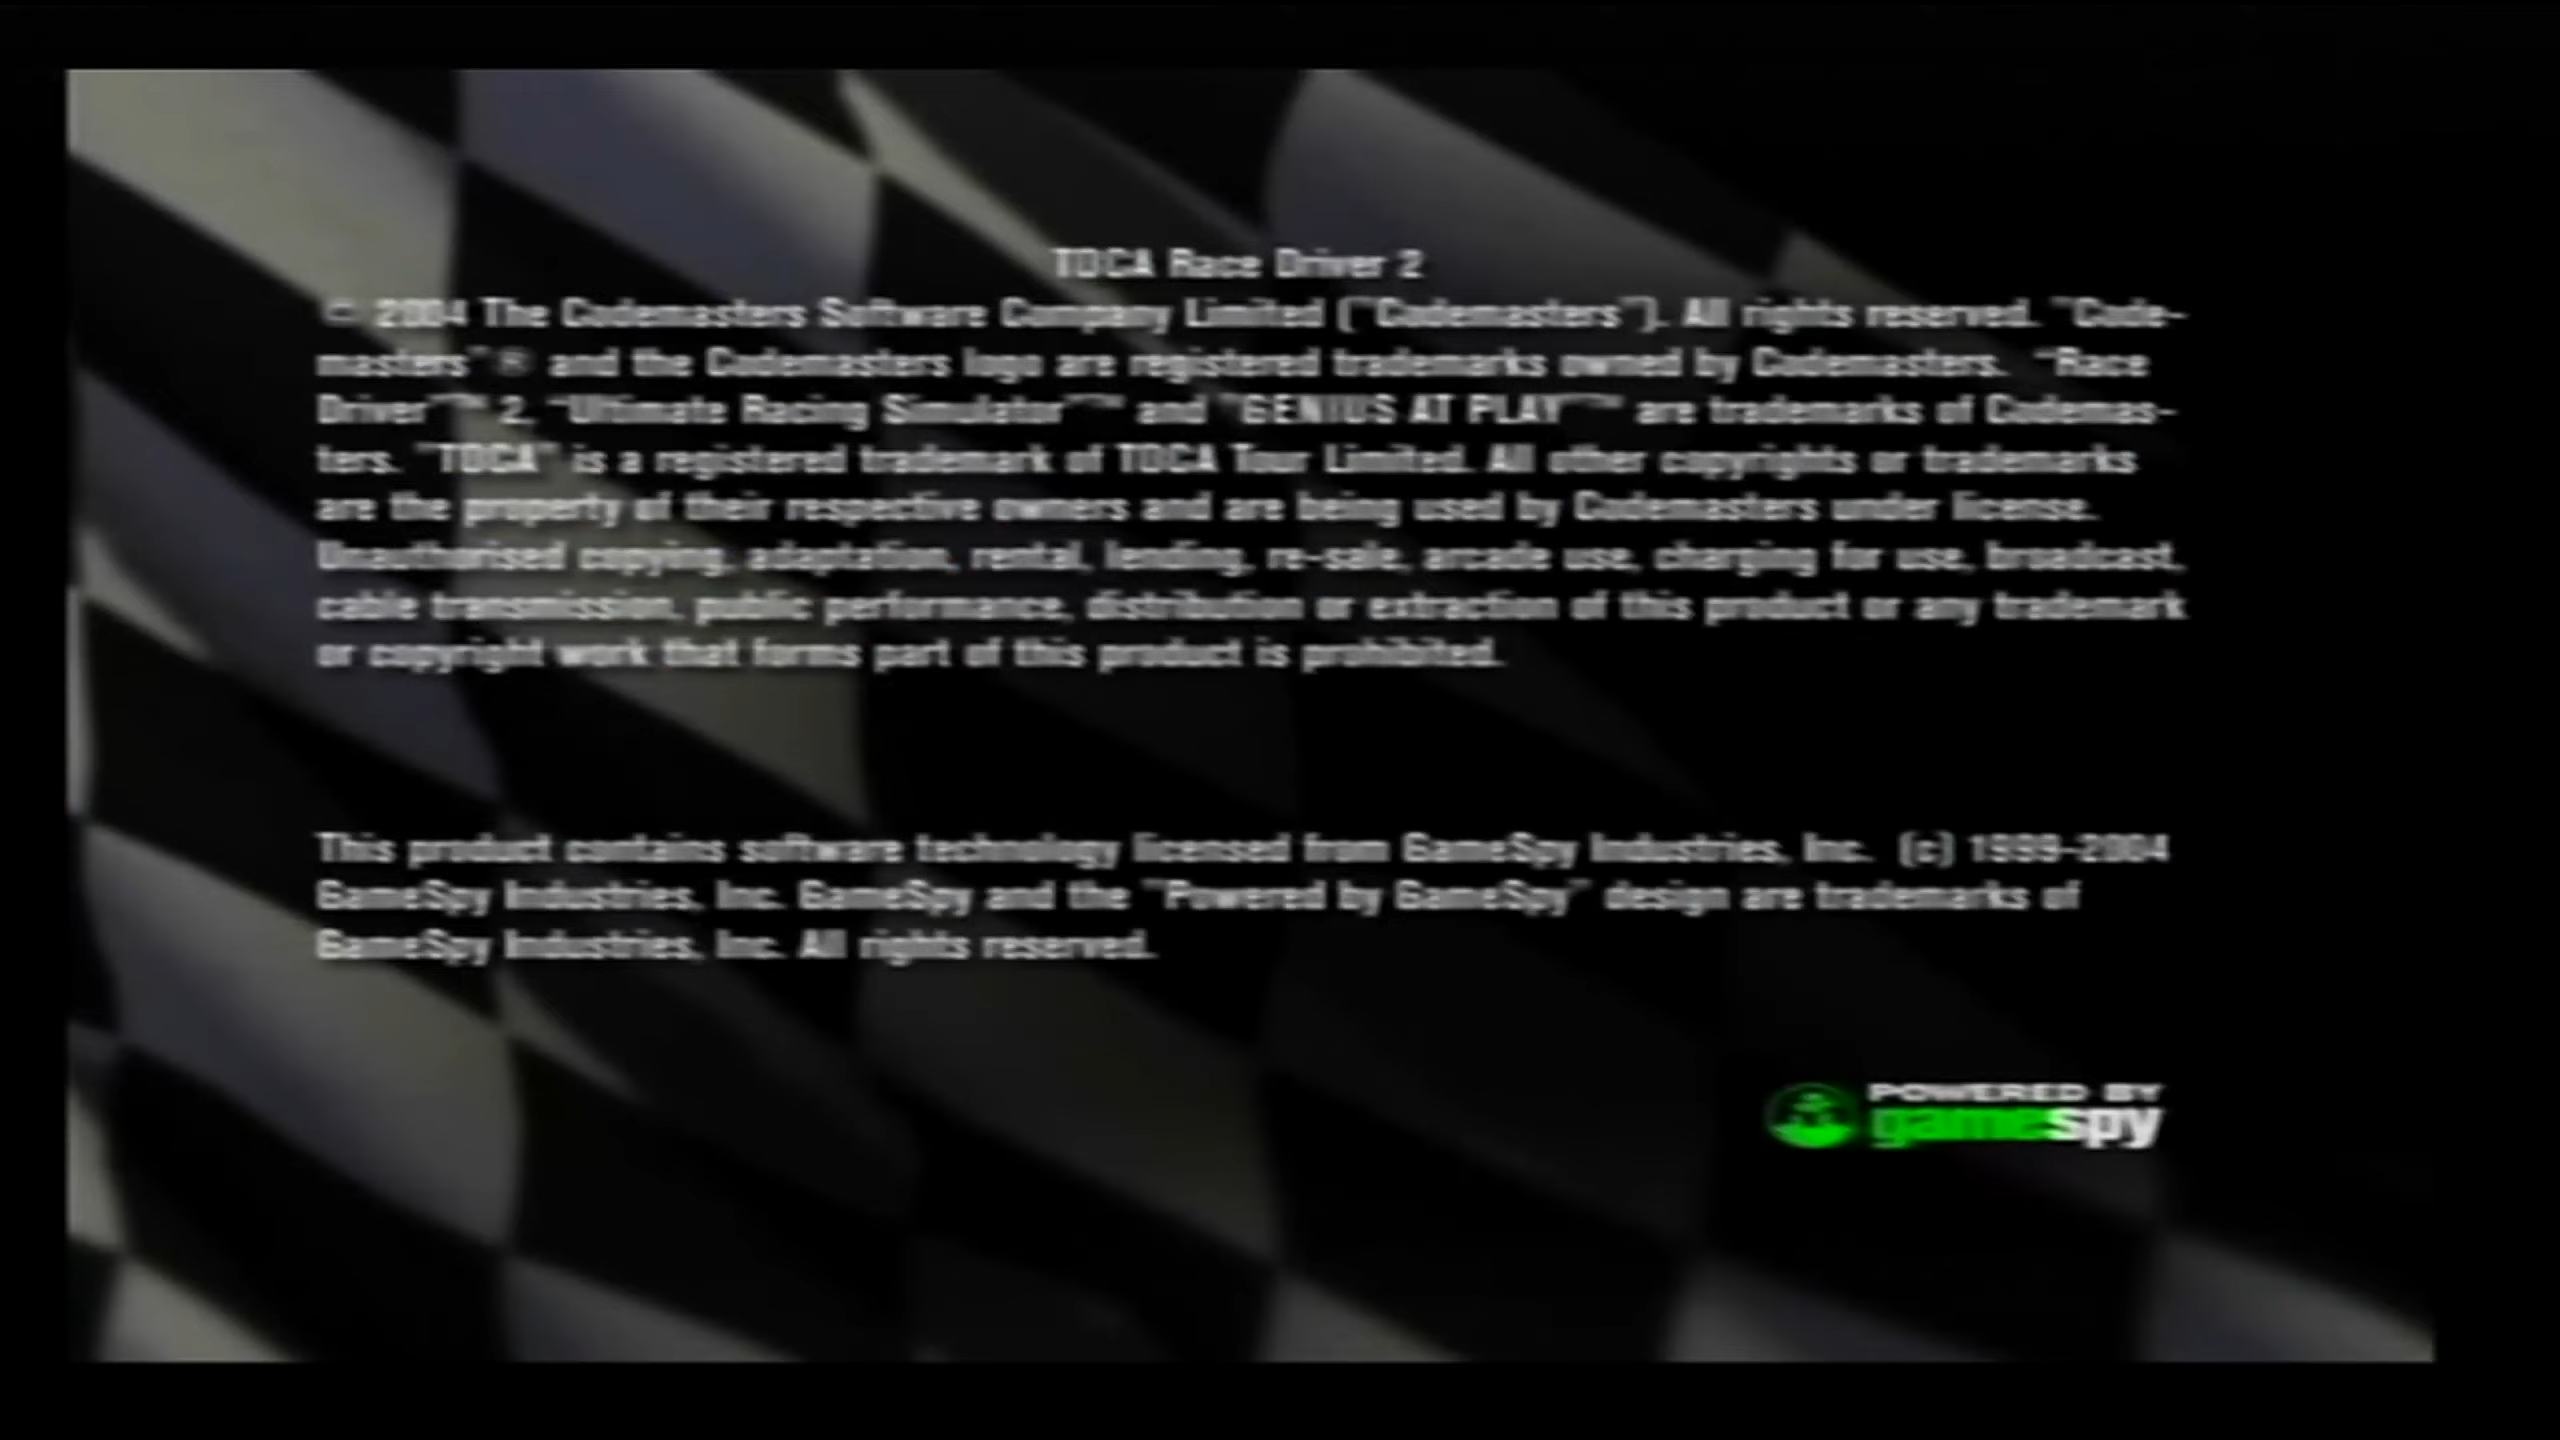 TOCA Race Driver 2
© 2004 The Codemasters Software Company Limited ("Codemasters"). All rights reserved. "Code-
masters"® and the Codemasters logo are registered trademarks owned by Codemasters. "Race
Driver"™ 2, "Ultimate Racing Simulator"™ and "GENIUS AT PLAY"™ are trademarks of Codemas-
ters. "TOCA" is a registered trademark of TOCA Tour Limited. All other copyrights or trademarks
are the property of their respective owners and are being used by Codemasters under license.
Unauthorised copying, adaptation, rental, lending, re-sale, arcade use, charging for use, broadcast,
cable transmission, public performance, distribution or extraction of this product or any trademark
or copyright work that forms part of this product is prohibited.
This product contains software technology licensed from GameSpy Industries, Inc. (c) 1999-2004
GameSpy Industries, Inc. GameSpy and the "Powered by GameSpy" design are trademarks of
GameSpy Industries, Inc. All rights reserved.
POWERED BY
gamespy